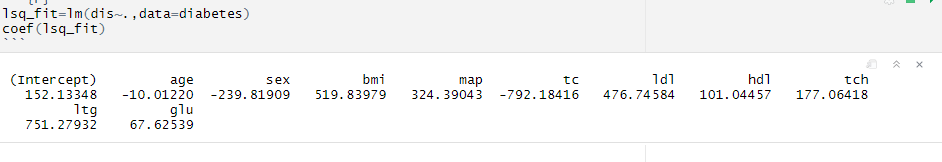 lsq_fit=lm(dis~.,data=diabetes)
coef(lsq_fit)
```
(Intercept) age sex bmi map tc ldl hdl tch
152.13348 -10.01220 -239.81909 519.83979 324.39043 -792.18416 476.74584 101.04457 177.06418
ltg glu
751.27932 67.62539